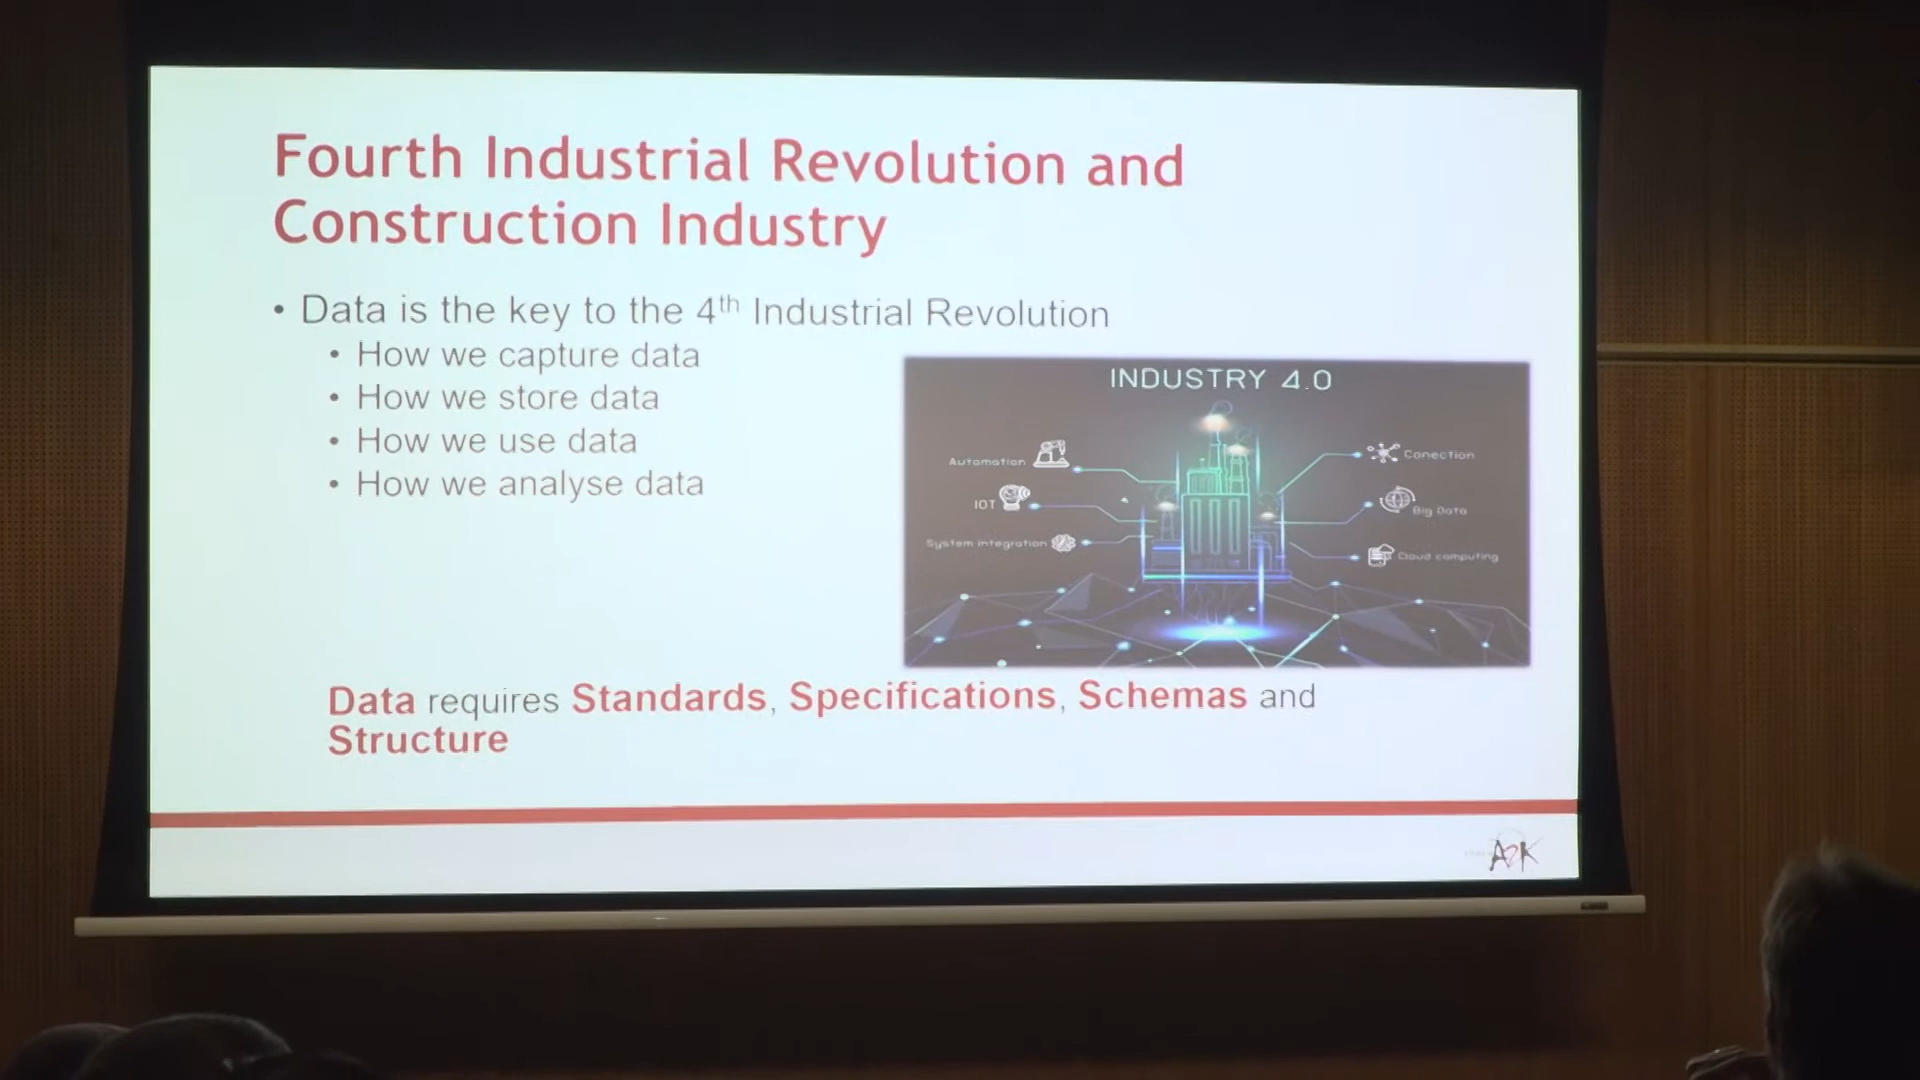 Fourth Industrial Revolution and
Construction Industry
• Data is the key to the 4th Industrial Revolution
• How we capture data
• How we store data
• How we use data
• How we analyse data
INDUSTRY 4.0
Automation
IOT
System integration
Conection
Big Data
Cloud computing
Data requires Standards, Specifications, Schemas and
Structure
A2K